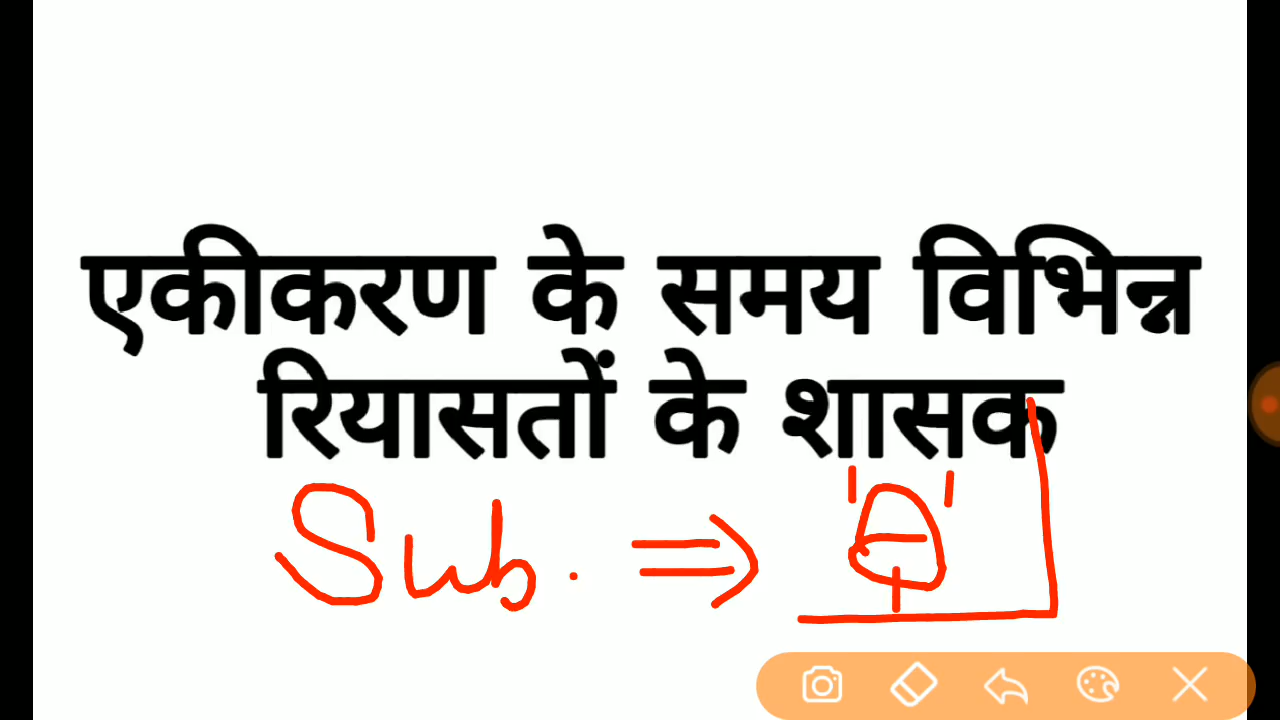 एकीकरण के समय विभिन्न
रियासतों के शासक
Sub. ⇒